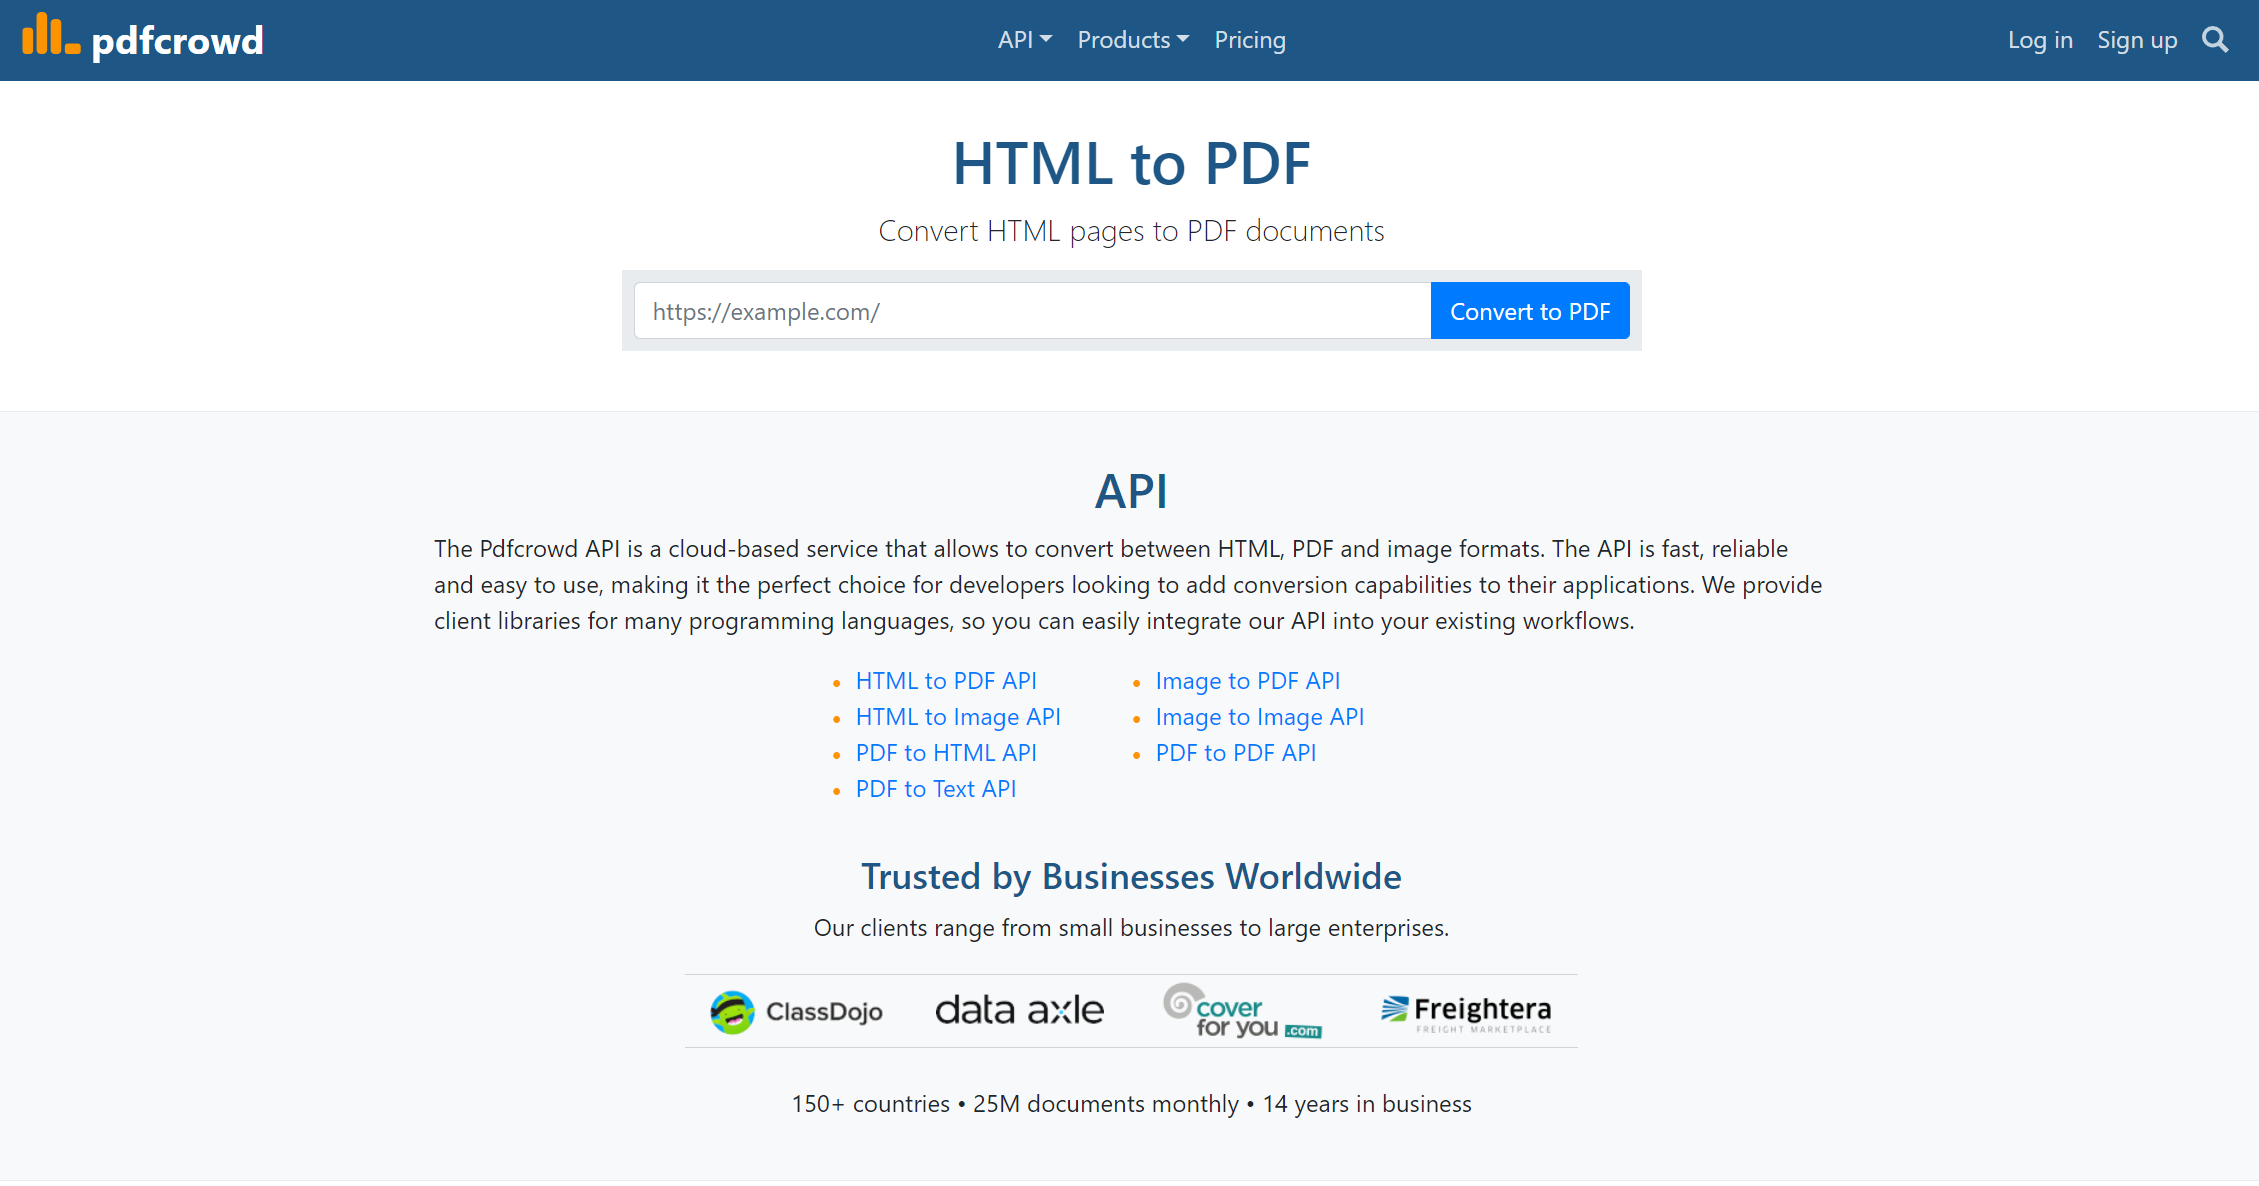 pdfcrowd
API Products Pricing
Log in Sign up
HTML to PDF
Convert HTML pages to PDF documents
https://example.com/ Convert to PDF
API
The Pdfcrowd API is a cloud-based service that allows to convert between HTML, PDF and image formats. The API is fast, reliable
and easy to use, making it the perfect choice for developers looking to add conversion capabilities to their applications. We provide
client libraries for many programming languages, so you can easily integrate our API into your existing workflows.
• HTML to PDF API
• HTML to Image API
• PDF to HTML API
• PDF to Text API
• Image to PDF API
• Image to Image API
• PDF to PDF API
Trusted by Businesses Worldwide
Our clients range from small businesses to large enterprises.
ClassDojo
data axle
cover
for you .com
Freightera
FREIGHT MARKETPLACE
150+ countries • 25M documents monthly • 14 years in business